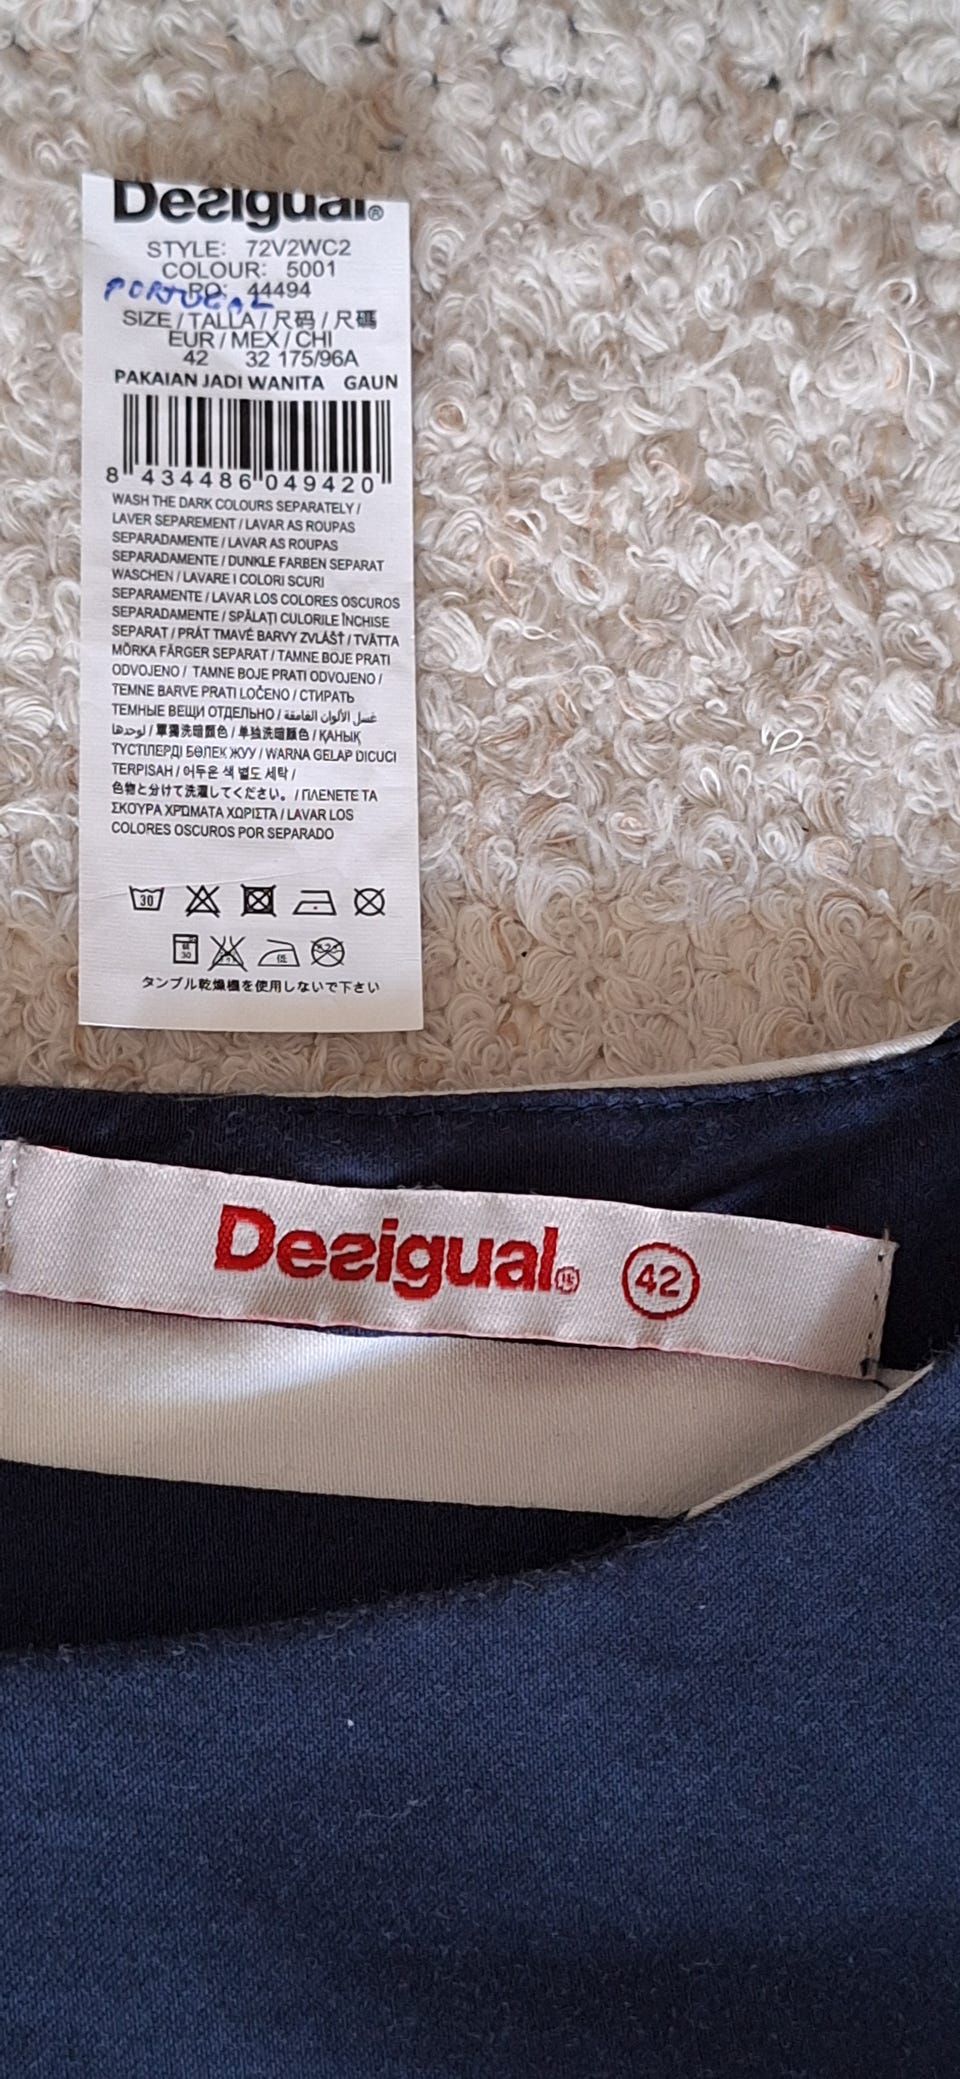 Desigual®
STYLE: 72V2WC2
COLOUR: 5001
PO: 44494
PORTUGAL
SIZE / TALLA / 尺码 / 尺碼
EUR / MEX / CHI
42 32 175/96A
PAKAIAN JADI WANITA GAUN
8 434486 049420
WASH THE DARK COLOURS SEPARATELY /
LAVER SEPAREMENT / LAVAR AS ROUPAS
SEPARADAMENTE / LAVAR AS ROUPAS
SEPARADAMENTE / DUNKLE FARBEN SEPARAT
WASCHEN / LAVARE I COLORI SCURI
SEPARAMENTE / LAVAR LOS COLORES OSCUROS
SEPARADAMENTE / SPĂLAȚI CULORILE ÎNCHISE
SEPARAT / PRÁT TMAVÉ BARVY ZVLÁŠŤ / TVÄTTA
MÖRKA FÄRGER SEPARAT / TAMNE BOJE PRATI
ODVOJENO / TAMNE BOJE PRATI ODVOJENO /
TEMNE BARVE PRATI LOČENO / СТИРАТЬ
ТЕМНЫЕ ВЕЩИ ОТДЕЛЬНО / غسل الألوان الغامقة
لوحدها / 單獨洗暗顏色 / 单独洗暗颜色 / ҚАНЫҚ
ТҮСТІЛЕРДІ БӨЛЕК ЖУУ / WARNA GELAP DICUCI
TERPISAH / 어두운 색 별도 세탁 /
色物と分けて洗濯してください。 / ΠΛΕΝΕΤΕ ΤΑ
ΣΚΟΥΡΑ ΧΡΩΜΑΤΑ ΧΩΡΙΣΤΑ / LAVAR LOS
COLORES OSCUROS POR SEPARADO
30
30 低
タンブル乾燥機を使用しないで下さい
Desigual® 42